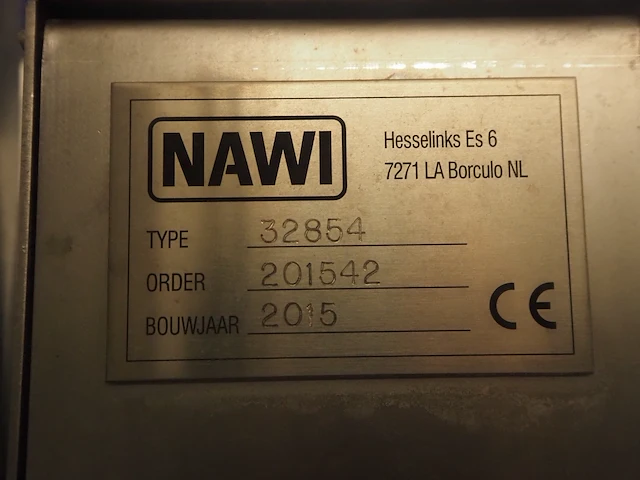 NAWI
Hesselinks Es 6
7271 LA Borculo NL
TYPE 32854
ORDER 201542
BOUWJAAR 2015
CE